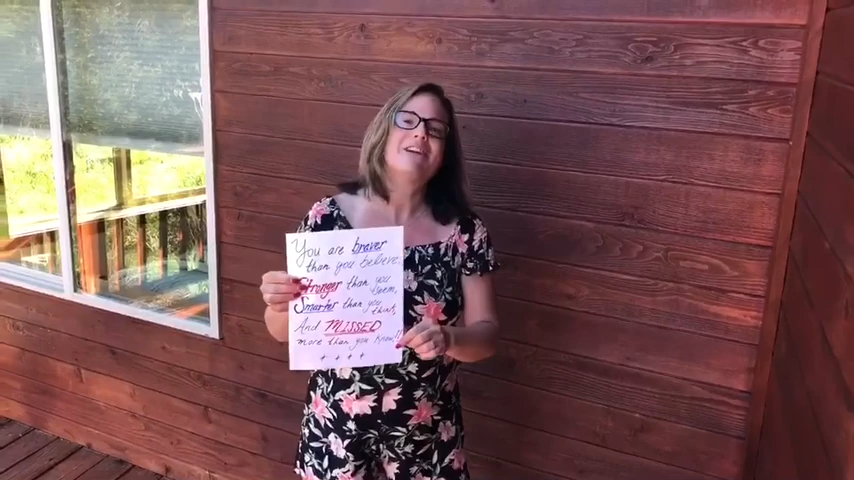 You are braver
than you believe
Stronger than you
seem,
Smarter than you think,
And MISSED
more than you know!!